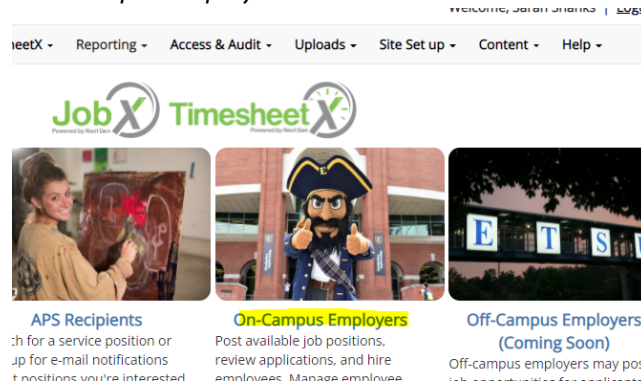 Welcome, Sarah Shanks |
Reporting Access & Audit Uploads Site Set up Content Help
JobX TimesheetX
Powered by Next Gen Powered by Next Gen
E T S
APS Recipients On-Campus Employers Off-Campus Employers
(Coming Soon)
for a service position or Post available job positions,
up for e-mail notifications review applications, and hire Off-campus employers may
positions you're interested employees. Manage employee